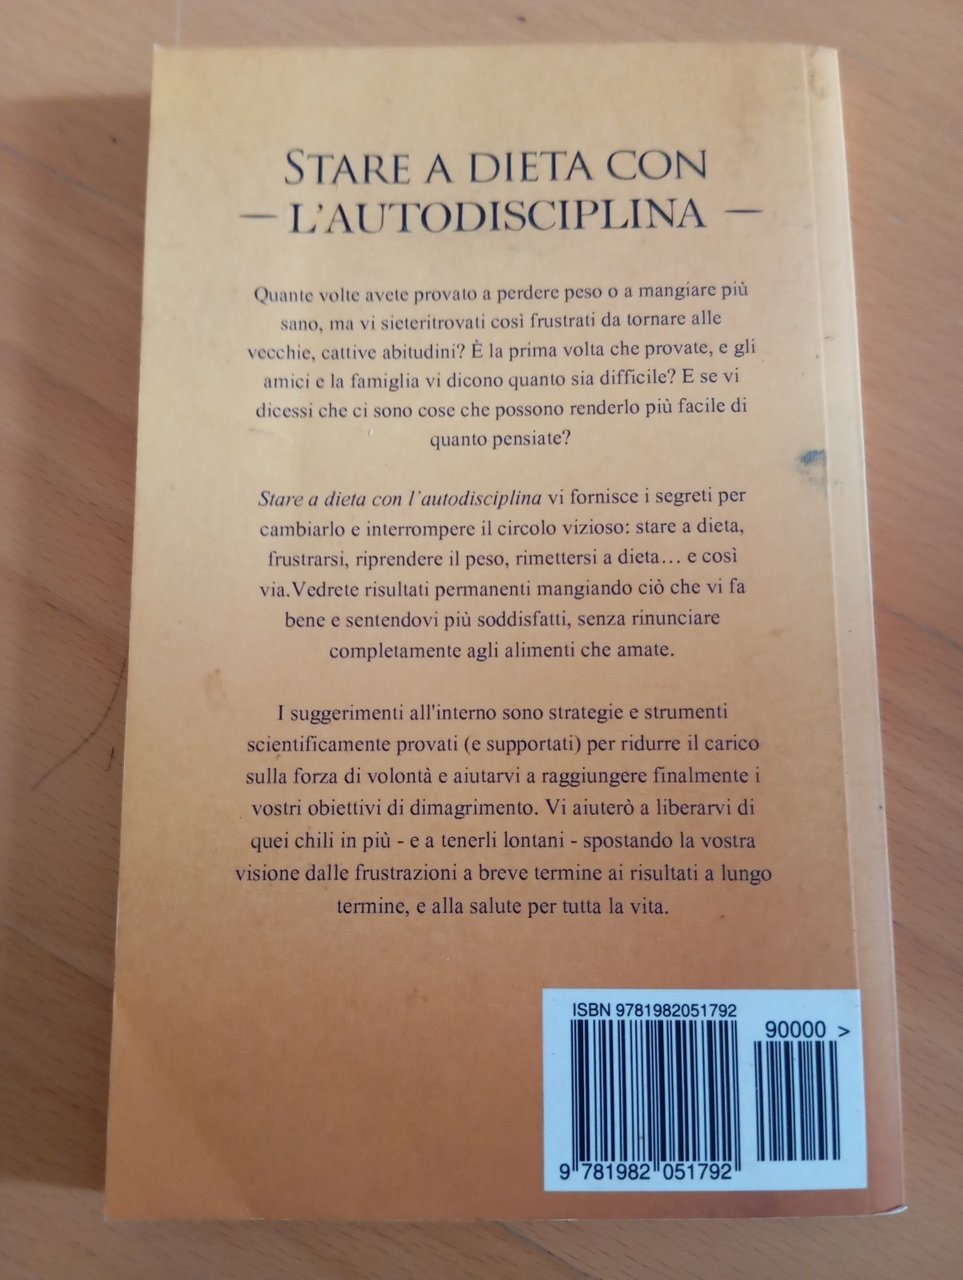 STARE A DIETA CON
— L'AUTODISCIPLINA —
Quante volte avete provato a perdere peso o a mangiare più
sano, ma vi sieteritrovati così frustrati da tornare alle
vecchie, cattive abitudini? È la prima volta che provate, e gli
amici e la famiglia vi dicono quanto sia difficile? E se vi
dicessi che ci sono cose che possono renderlo più facile di
quanto pensiate?
Stare a dieta con l'autodisciplina vi fornisce i segreti per
cambiarlo e interrompere il circolo vizioso: stare a dieta,
frustrarsi, riprendere il peso, rimettersi a dieta… e così
via.Vedrete risultati permanenti mangiando ciò che vi fa
bene e sentendovi più soddisfatti, senza rinunciare
completamente agli alimenti che amate.
I suggerimenti all'interno sono strategie e strumenti
scientificamente provati (e supportati) per ridurre il carico
sulla forza di volontà e aiutarvi a raggiungere finalmente i
vostri obiettivi di dimagrimento. Vi aiuterò a liberarvi di
quei chili in più - e a tenerli lontani - spostando la vostra
visione dalle frustrazioni a breve termine ai risultati a lungo
termine, e alla salute per tutta la vita.
ISBN 9781982051792
90000 >
9 781982 051792